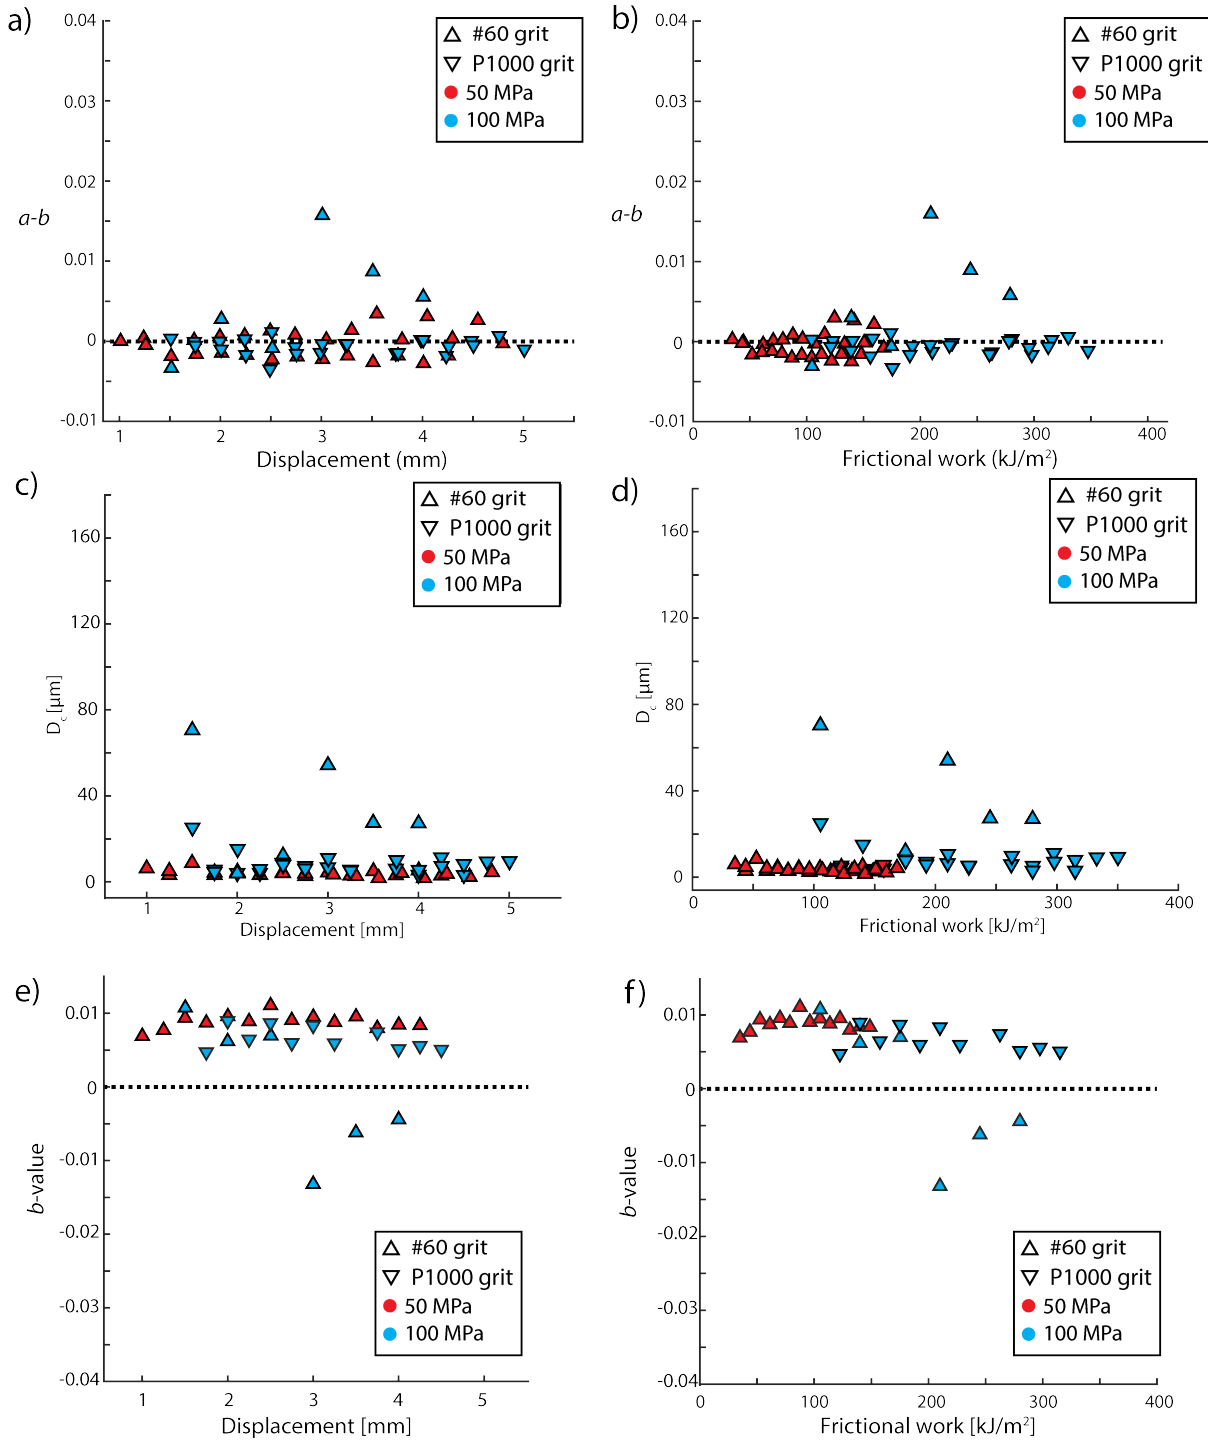 a)
0.04
0.03
0.02
0.01
0
-0.01
a-b
1
2
3
4
5
Displacement (mm)
#60 grit
P1000 grit
50 MPa
100 MPa
b)
0.04
0.03
0.02
0.01
0
-0.01
a-b
0
100
200
300
400
Frictional work (kJ/m²)
#60 grit
P1000 grit
50 MPa
100 MPa
c)
160
120
80
40
0
D_c [µm]
1
2
3
4
5
Displacement [mm]
#60 grit
P1000 grit
50 MPa
100 MPa
d)
160
120
80
40
0
D_c [µm]
0
100
200
300
400
Frictional work [kJ/m²]
#60 grit
P1000 grit
50 MPa
100 MPa
e)
0.01
0
-0.01
-0.02
-0.03
-0.04
b-value
1
2
3
4
5
Displacement [mm]
#60 grit
P1000 grit
50 MPa
100 MPa
f)
0.01
0
-0.01
-0.02
-0.03
-0.04
b-value
0
100
200
300
400
Frictional work [kJ/m²]
#60 grit
P1000 grit
50 MPa
100 MPa